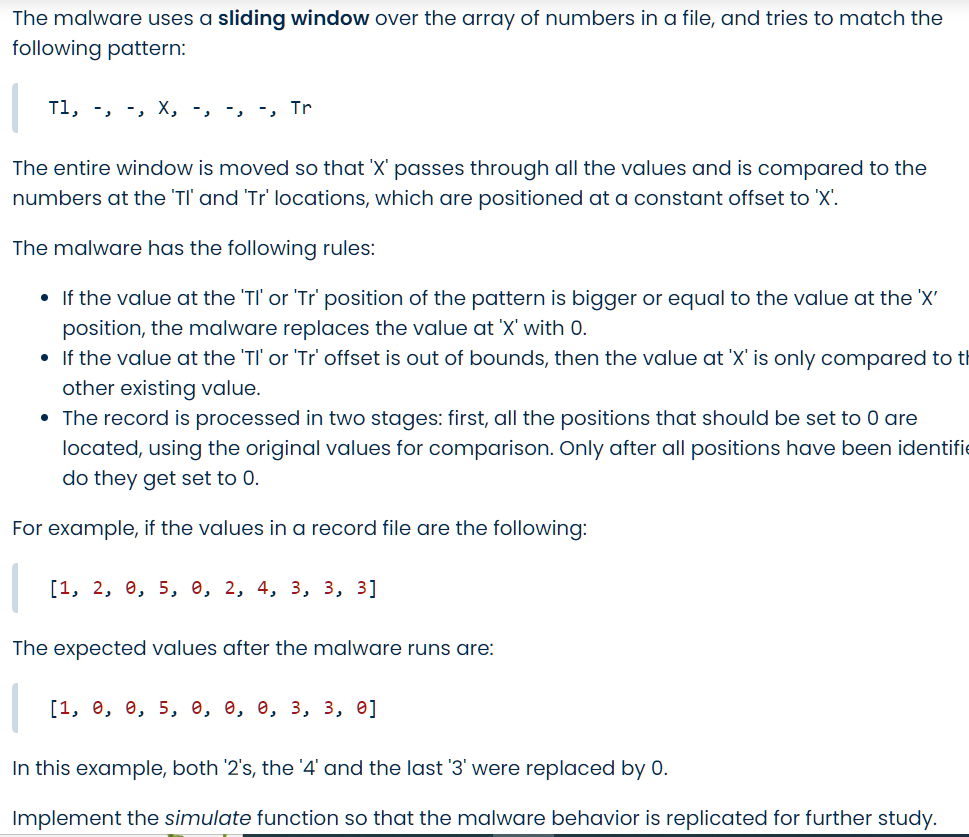 The malware uses a sliding window over the array of numbers in a file, and tries to match the
following pattern:
Tl, -, -, X, -, -, -, Tr
The entire window is moved so that 'X' passes through all the values and is compared to the
numbers at the 'Tl' and 'Tr' locations, which are positioned at a constant offset to 'X'.
The malware has the following rules:
• If the value at the 'Tl' or 'Tr' position of the pattern is bigger or equal to the value at the 'X'
position, the malware replaces the value at 'X' with 0.
• If the value at the 'Tl' or 'Tr' offset is out of bounds, then the value at 'X' is only compared to
other existing value.
• The record is processed in two stages: first, all the positions that should be set to 0 are
located, using the original values for comparison. Only after all positions have been
do they get set to 0.
For example, if the values in a record file are the following:
[1, 2, 0, 5, 0, 2, 4, 3, 3, 3]
The expected values after the malware runs are:
[1, 0, 0, 5, 0, 0, 0, 3, 3, 0]
In this example, both '2's, the '4' and the last '3' were replaced by 0.
Implement the simulate function so that the malware behavior is replicated for further study.